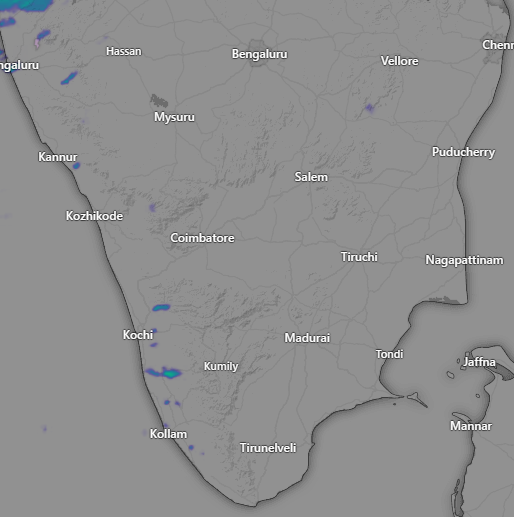 Hassan
Bengaluru
Chenn
ngaluru
Vellore
Mysuru
Kannur
Puducherry
Salem
Kozhikode
Coimbatore
Tiruchi
Nagapattinam
Kochi
Madurai
Tondi
Kumily
Jaffna
Mannar
Kollam
Tirunelveli